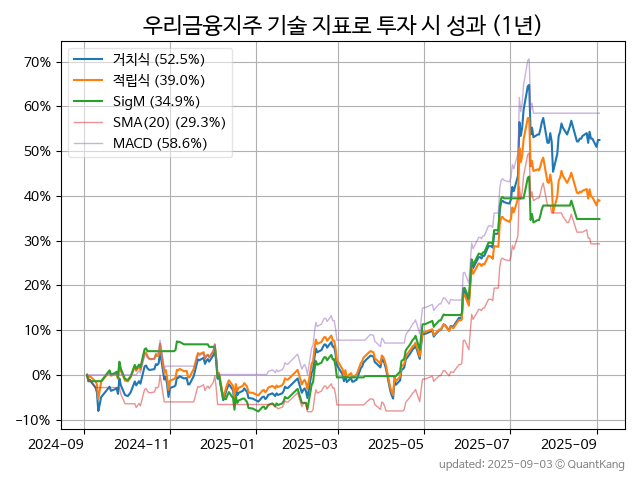 우리금융지주 기술 지표로 투자 시 성과 (1년)
거치식 (52.5%)
적립식 (39.0%)
SigM (34.9%)
SMA(20) (29.3%)
MACD (58.6%)
70%
60%
50%
40%
30%
20%
10%
0%
−10%
2024-09 2024-11 2025-01 2025-03 2025-05 2025-07 2025-09
updated: 2025-09-03 © QuantKang